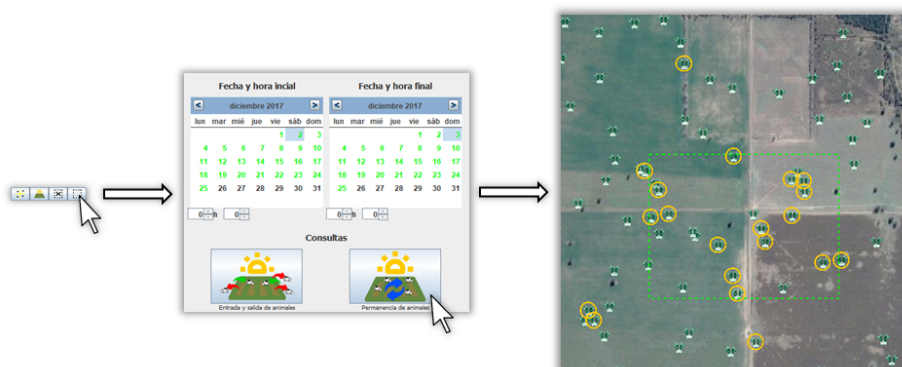 Fecha y hora incial Fecha y hora final
< diciembre 2017 > < diciembre 2017 >
lun mar mié jue vie sáb dom lun mar mié jue vie sáb dom
1 2 3 1 2 3
4 5 6 7 8 9 10 4 5 6 7 8 9 10
11 12 13 14 15 16 17 11 12 13 14 15 16 17
18 19 20 21 22 23 24 18 19 20 21 22 23 24
25 26 27 28 29 30 31 25 26 27 28 29 30 31
0 h 0 0 h 0
Consultas
Entrada y salida de animales Permanencia de animales